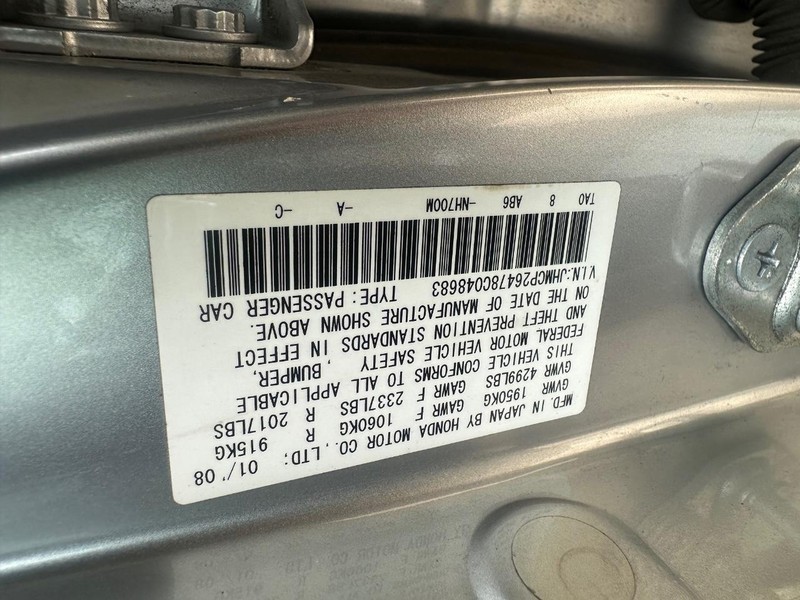 MFD. IN JAPAN BY HONDA MOTOR CO., LTD: 01/'08
GVWR 1950KG GAWR F 1060KG R 915KG
GVWR 4299LBS GAWR F 2337LBS R 2017LBS
THIS VEHICLE CONFORMS TO ALL APPLICABLE
FEDERAL MOTOR VEHICLE SAFETY, BUMPER,
AND THEFT PREVENTION STANDARDS IN EFFECT
ON THE DATE OF MANUFACTURE SHOWN ABOVE.
V.I.N.:JHMCP26478C048683 TYPE:PASSENGER CAR
TA0 8 AB6 -NH700M -A -C